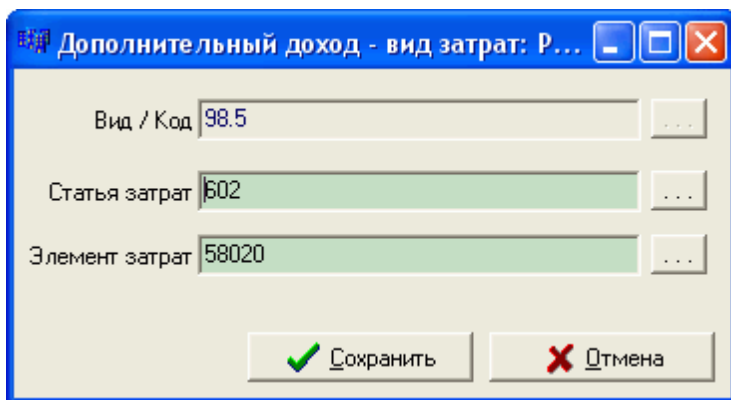 Дополнительный доход - вид затрат: Р...
Вид / Код 98.5 ...
Статья затрат 602 ...
Элемент затрат 58020 ...
Сохранить Отмена